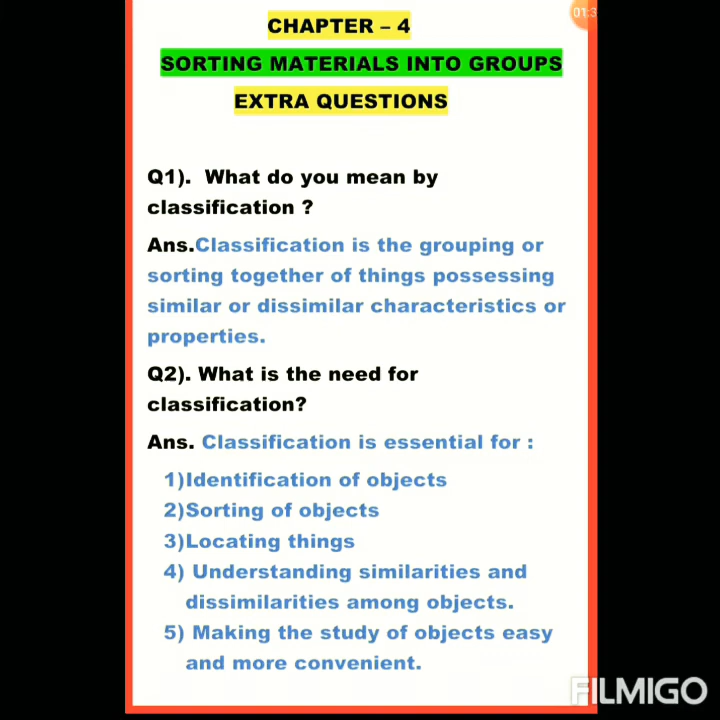 CHAPTER – 4
01:3
SORTING MATERIALS INTO GROUPS
EXTRA QUESTIONS
Q1). What do you mean by
classification ?
Ans.Classification is the grouping or
sorting together of things possessing
similar or dissimilar characteristics or
properties.
Q2). What is the need for
classification?
Ans. Classification is essential for :
1)Identification of objects
2)Sorting of objects
3)Locating things
4) Understanding similarities and
dissimilarities among objects.
5) Making the study of objects easy
and more convenient.
FILMIGO